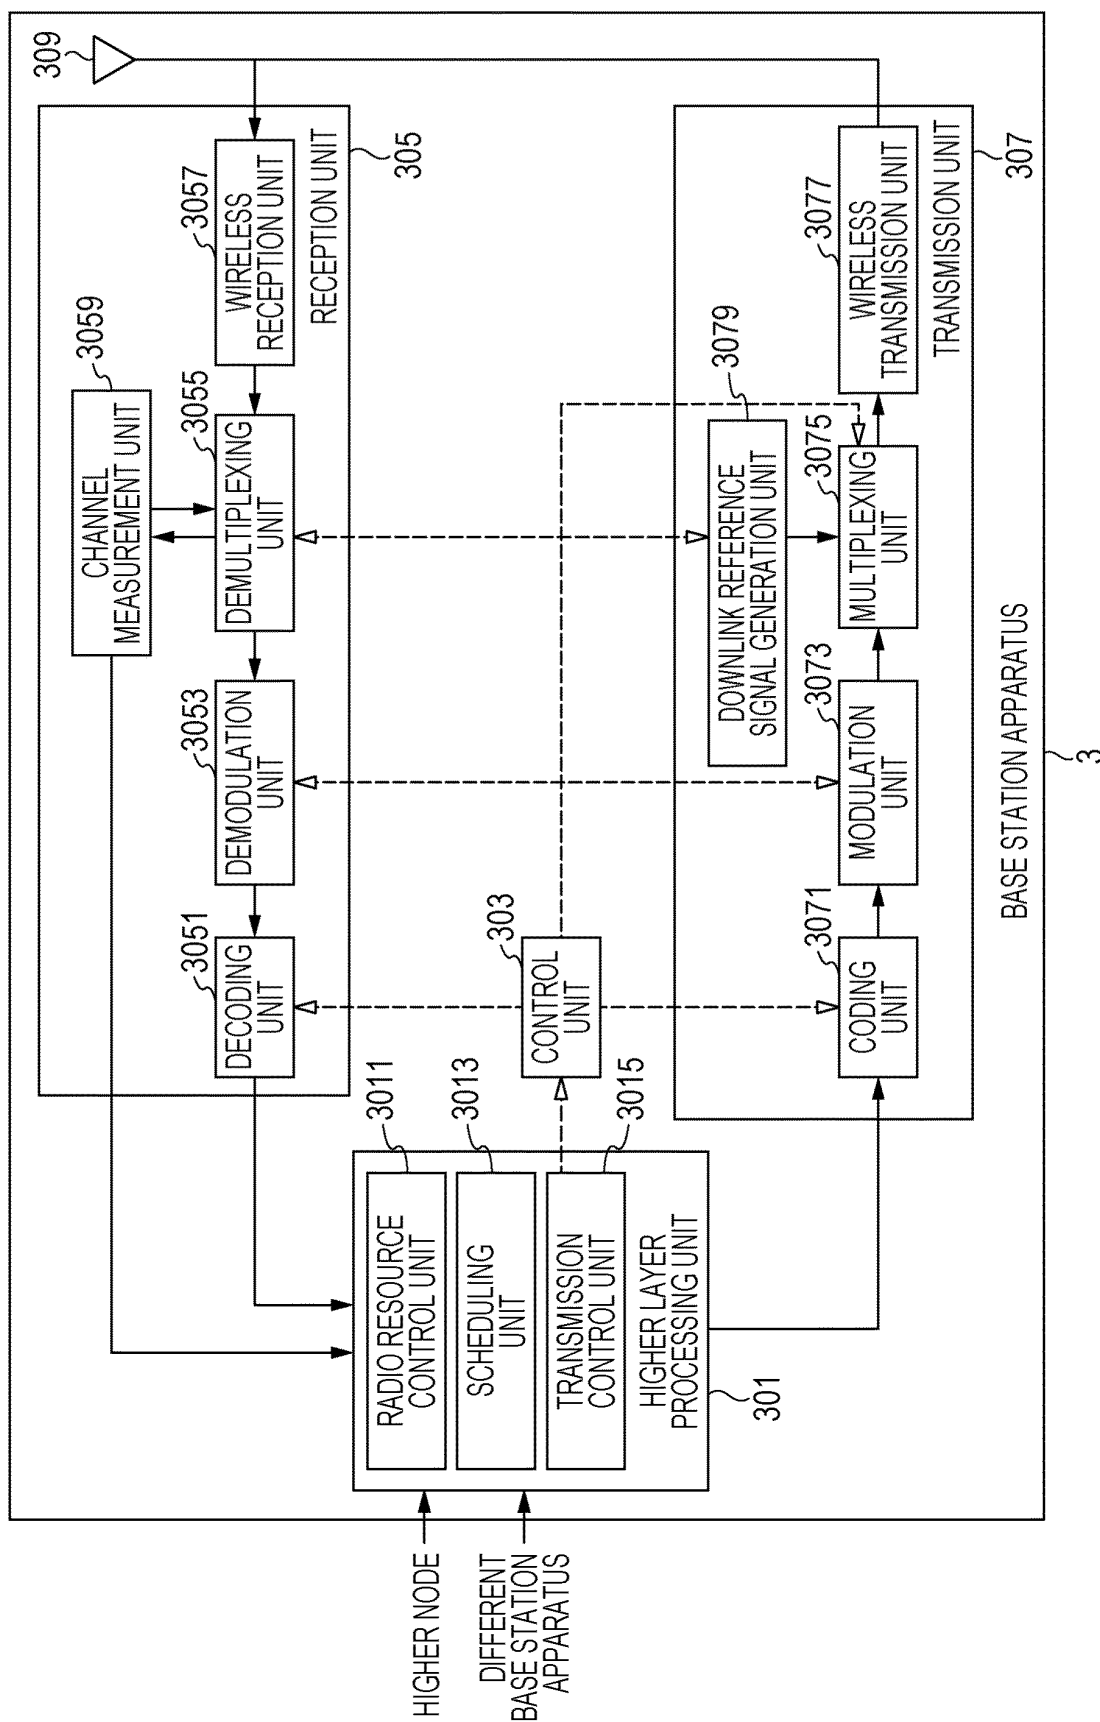 309
3059
CHANNEL
MEASUREMENT UNIT
3051
DECODING
UNIT
3053
DEMODULATION
UNIT
3055
DEMULTIPLEXING
UNIT
3057
WIRELESS
RECEPTION UNIT
RECEPTION UNIT
305
HIGHER NODE
DIFFERENT
BASE STATION
APPARATUS
3011
RADIO RESOURCE
CONTROL UNIT
3013
SCHEDULING
UNIT
3015
TRANSMISSION
CONTROL UNIT
HIGHER LAYER
PROCESSING UNIT
301
303
CONTROL
UNIT
3079
DOWNLINK REFERENCE
SIGNAL GENERATION UNIT
3071
CODING
UNIT
3073
MODULATION
UNIT
3075
MULTIPLEXING
UNIT
3077
WIRELESS
TRANSMISSION UNIT
TRANSMISSION UNIT
307
BASE STATION APPARATUS
3